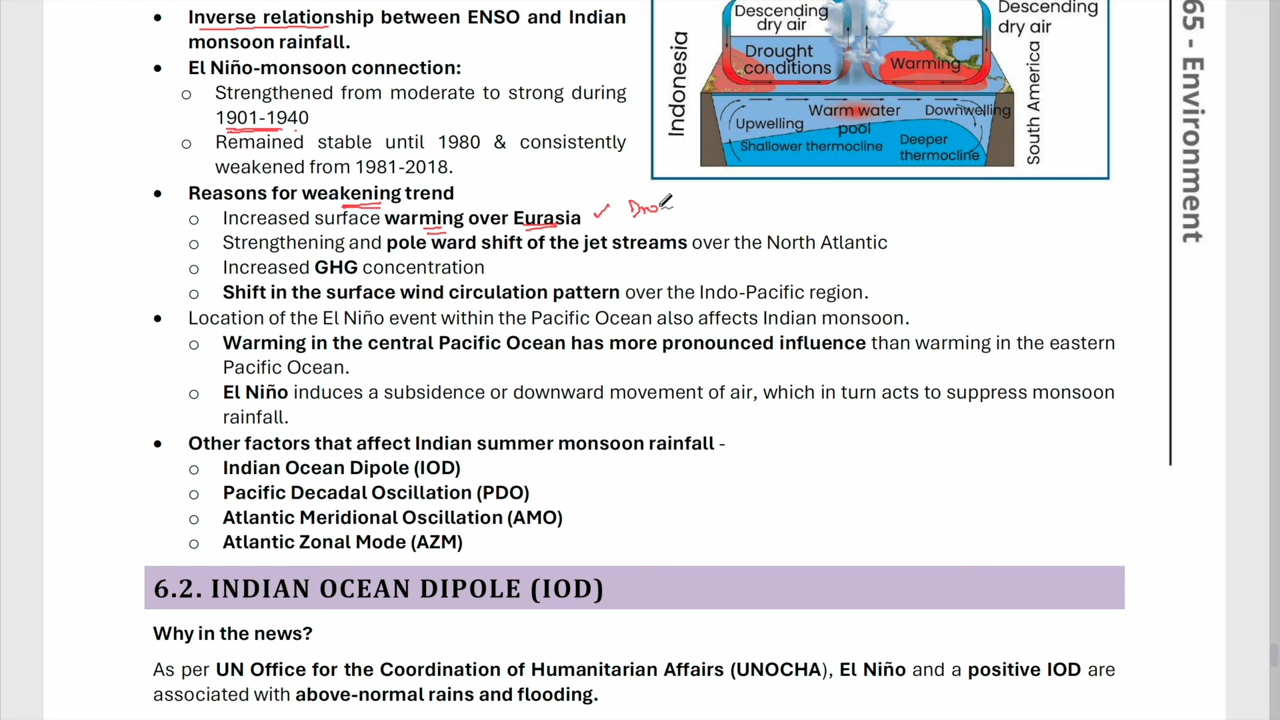 • Inverse relationship between ENSO and Indian
monsoon rainfall.
• El Niño-monsoon connection:
o Strengthened from moderate to strong during
1901-1940
o Remained stable until 1980 & consistently
weakened from 1981-2018.
Descending
dry air
Descending
dry air
Indonesia
Drought
conditions
Warming
South America
Warm water
pool
Downwelling
Upwelling
Shallower thermocline
Deeper
thermocline
65 - Environment
• Reasons for weakening trend
o Increased surface warming over Eurasia ✓
o Strengthening and pole ward shift of the jet streams over the North Atlantic
o Increased GHG concentration
o Shift in the surface wind circulation pattern over the Indo-Pacific region.
• Location of the El Niño event within the Pacific Ocean also affects Indian monsoon.
o Warming in the central Pacific Ocean has more pronounced influence than warming in the eastern
Pacific Ocean.
o El Niño induces a subsidence or downward movement of air, which in turn acts to suppress monsoon
rainfall.
• Other factors that affect Indian summer monsoon rainfall -
o Indian Ocean Dipole (IOD)
o Pacific Decadal Oscillation (PDO)
o Atlantic Meridional Oscillation (AMO)
o Atlantic Zonal Mode (AZM)
6.2. INDIAN OCEAN DIPOLE (IOD)
Why in the news?
As per UN Office for the Coordination of Humanitarian Affairs (UNOCHA), El Niño and a positive IOD are
associated with above-normal rains and flooding.